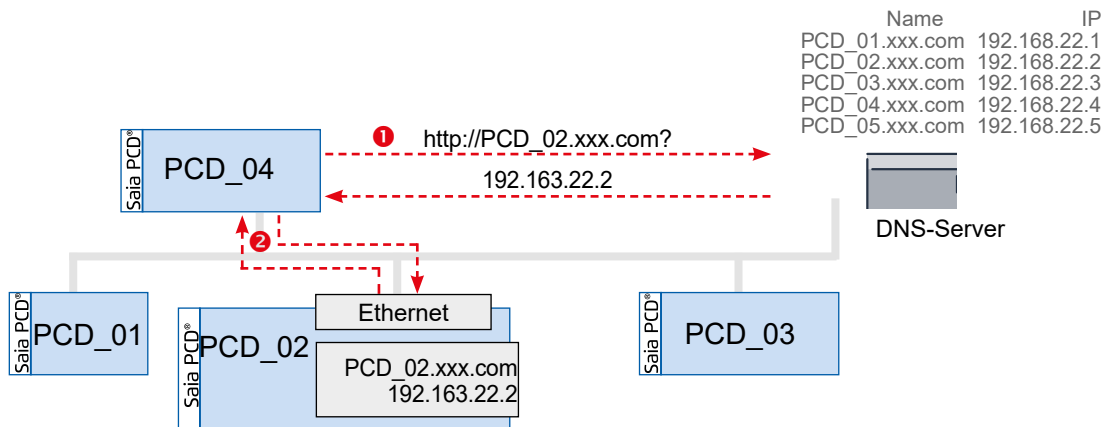 Name IP
PCD_01.xxx.com 192.168.22.1
PCD_02.xxx.com 192.168.22.2
PCD_03.xxx.com 192.168.22.3
PCD_04.xxx.com 192.168.22.4
PCD_05.xxx.com 192.168.22.5
1 http://PCD_02.xxx.com?
Saia PCD®
PCD_04
192.163.22.2
DNS-Server
2
Ethernet
Saia PCD®
PCD_01
Saia PCD®
PCD_02
Saia PCD®
PCD_03
PCD_02.xxx.com
192.163.22.2